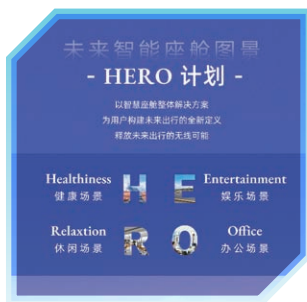 未来智能座舱图景
- HERO 计划 -
以智慧座舱整体解决方案
为用户构建未来出行的全新定义
释放未来出行的无线可能
Healthiness
健康场景
H E
Entertainment
娱乐场景
Relaxtion
休闲场景
R O
Office
办公场景